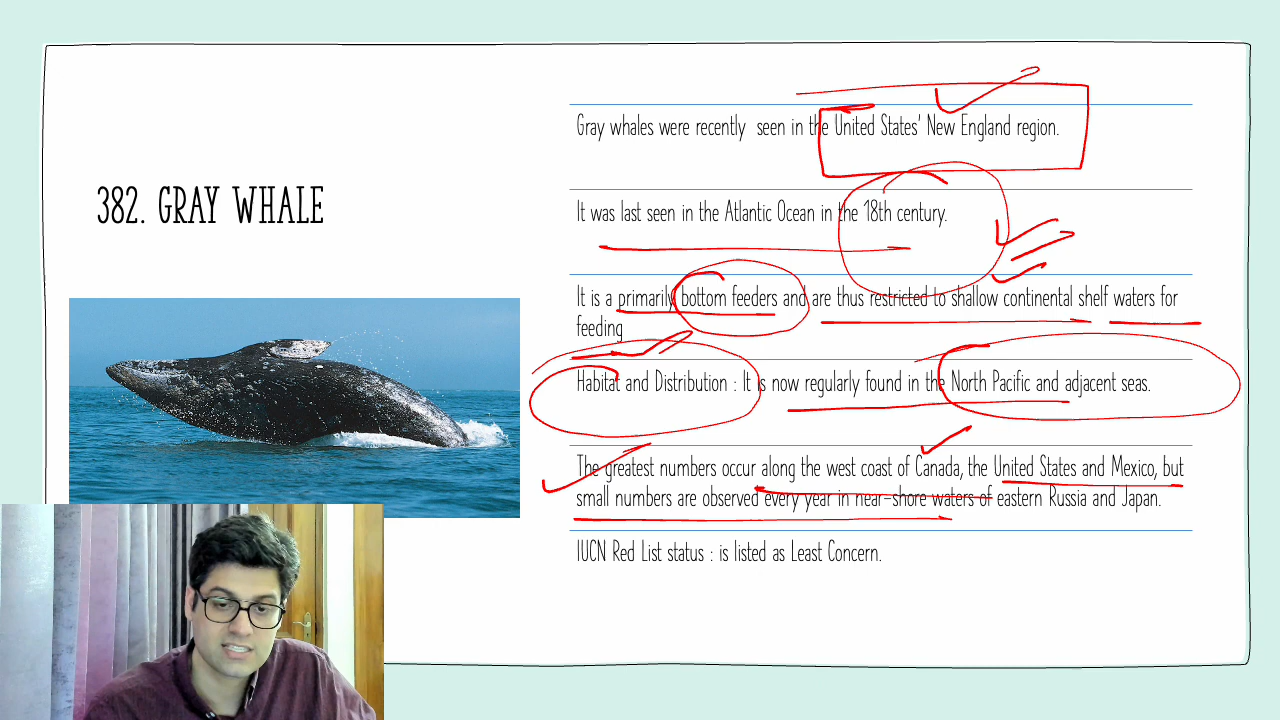 382. GRAY WHALE
Gray whales were recently seen in the United States' New England region.
It was last seen in the Atlantic Ocean in the 18th century.
It is a primarily bottom feeders and are thus restricted to shallow continental shelf waters for
feeding
Habitat and Distribution : It is now regularly found in the North Pacific and adjacent seas.
The greatest numbers occur along the west coast of Canada, the United States and Mexico, but
small numbers are observed every year in near-shore waters of eastern Russia and Japan.
IUCN Red List status : is listed as Least Concern.